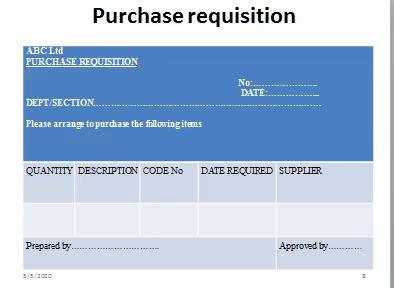 Purchase requisition
ABC Ltd
PURCHASE REQUISITION
No:......................
DATE:..................
DEPT/SECTION..............................................................................
Please arrange to purchase the following items
QUANTITY DESCRIPTION CODE No DATE REQUIRED SUPPLIER
Prepared by.............................. Approved by............
5/5/2020 9